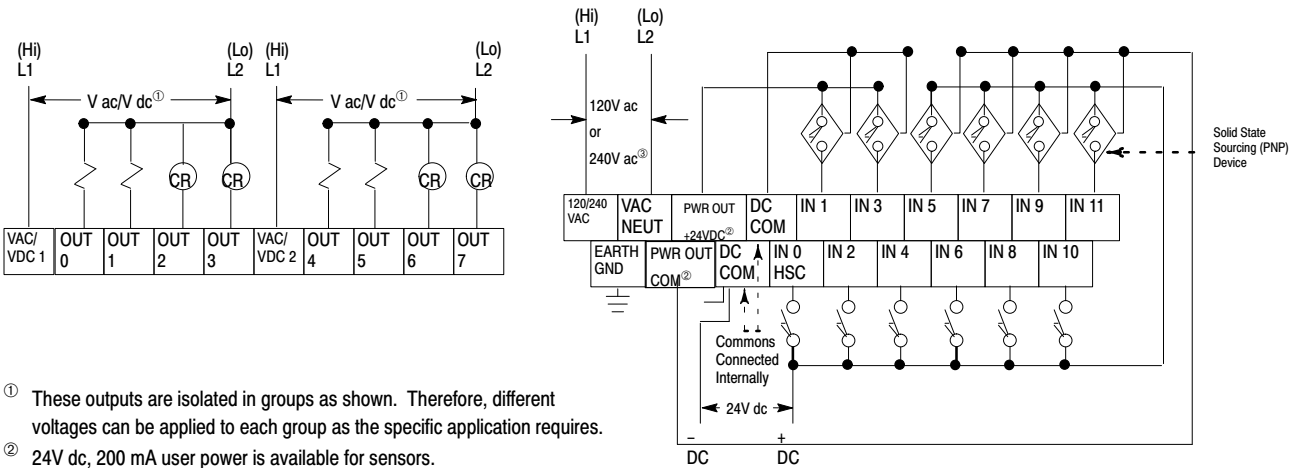 (Hi)
L1
(Lo)
L2
(Hi)
L1
(Lo)
L2
V ac/V dc①
V ac/V dc①
CR
CR
CR
CR
VAC/
VDC 1
OUT
0
OUT
1
OUT
2
OUT
3
VAC/
VDC 2
OUT
4
OUT
5
OUT
6
OUT
7
(Hi)
L1
(Lo)
L2
120V ac
or
240V ac③
Solid State
Sourcing (PNP)
Device
120/240
VAC
VAC
NEUT
PWR OUT
+24VDC②
DC
COM
IN 1
IN 3
IN 5
IN 7
IN 9
IN 11
EARTH
GND
PWR OUT
COM②
DC
COM
IN 0
HSC
IN 2
IN 4
IN 6
IN 8
IN 10
Commons
Connected
Internally
24V dc
–
DC
+
DC
① These outputs are isolated in groups as shown. Therefore, different
voltages can be applied to each group as the specific application requires.
② 24V dc, 200 mA user power is available for sensors.